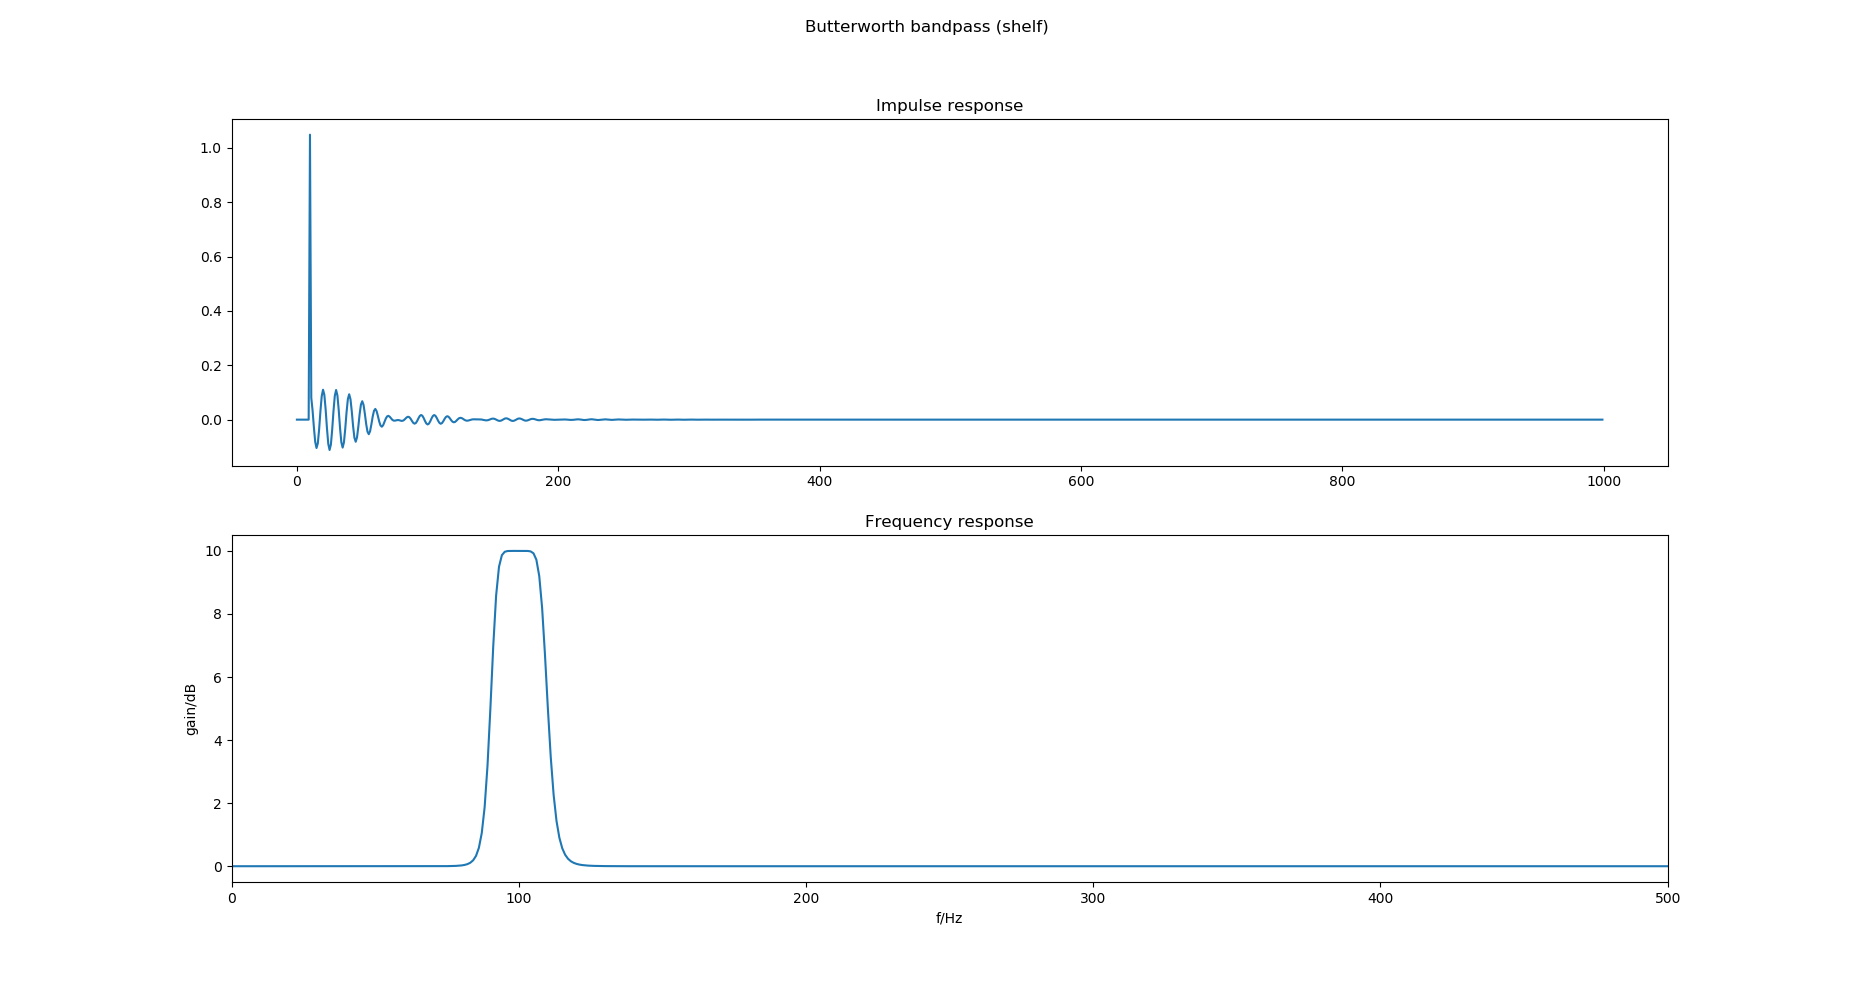 Butterworth bandpass (shelf)
Impulse response
1.0
0.8
0.6
0.4
0.2
0.0
0 200 400 600 800 1000
Frequency response
10
8
6
4
2
0
gain/dB
0 100 200 300 400 500
f/Hz